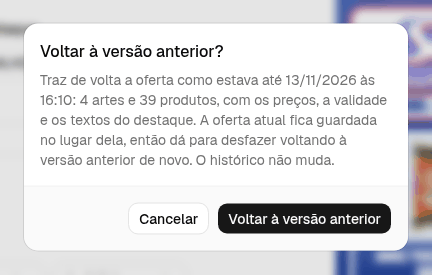 Voltar à versão anterior?
Traz de volta a oferta como estava até 13/11/2026 às
16:10: 4 artes e 39 produtos, com os preços, a validade
e os textos do destaque. A oferta atual fica guardada
no lugar dela, então dá para desfazer voltando à
versão anterior de novo. O histórico não muda.
Cancelar
Voltar à versão anterior